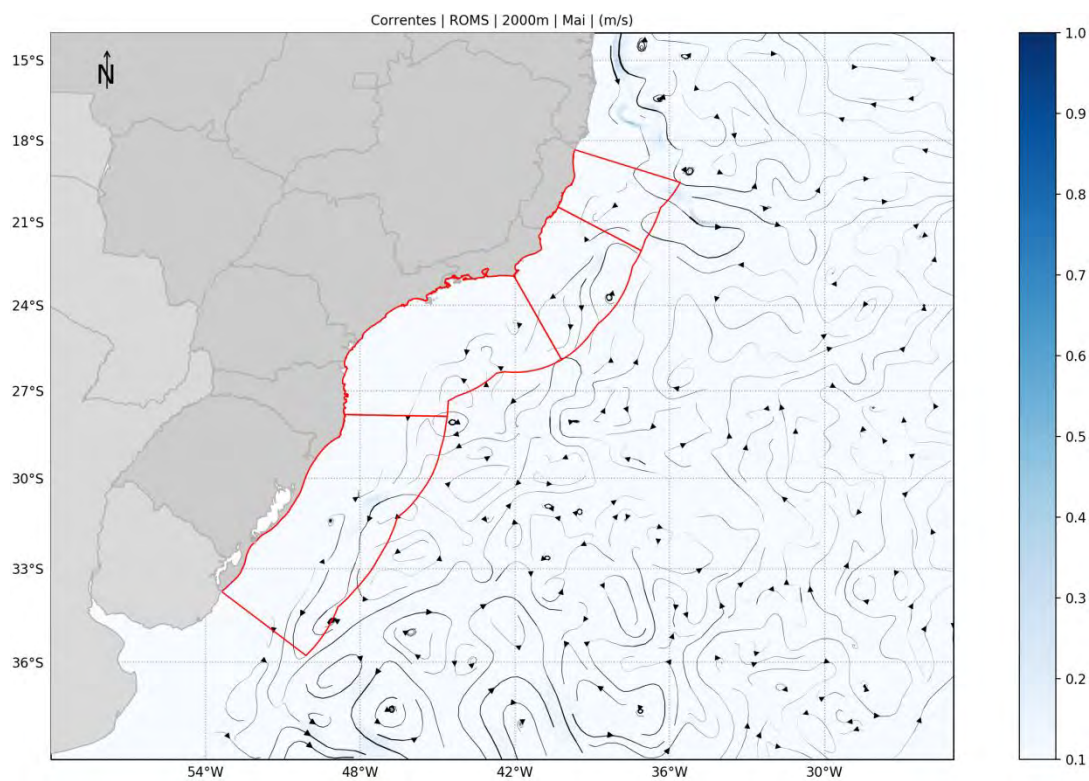 Correntes | ROMS | 2000m | Mai | (m/s)
N
15°S
18°S
21°S
24°S
27°S
30°S
33°S
36°S
54°W 48°W 42°W 36°W 30°W
1.0
0.9
0.8
0.7
0.6
0.5
0.4
0.3
0.2
0.1